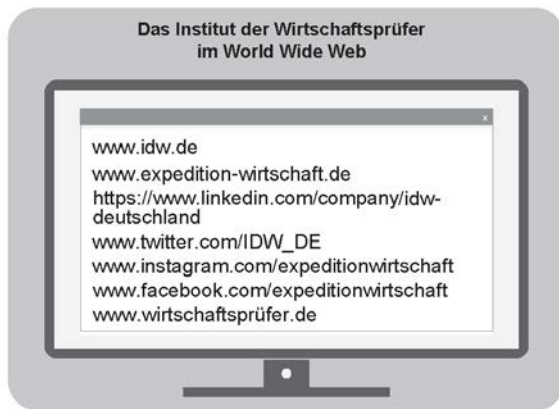 Das Institut der Wirtschaftsprüfer
im World Wide Web
x
www.idw.de
www.expedition-wirtschaft.de
https://www.linkedin.com/company/idw-
deutschland
www.twitter.com/IDW_DE
www.instagram.com/expeditionwirtschaft
www.facebook.com/expeditionwirtschaft
www.wirtschaftsprüfer.de